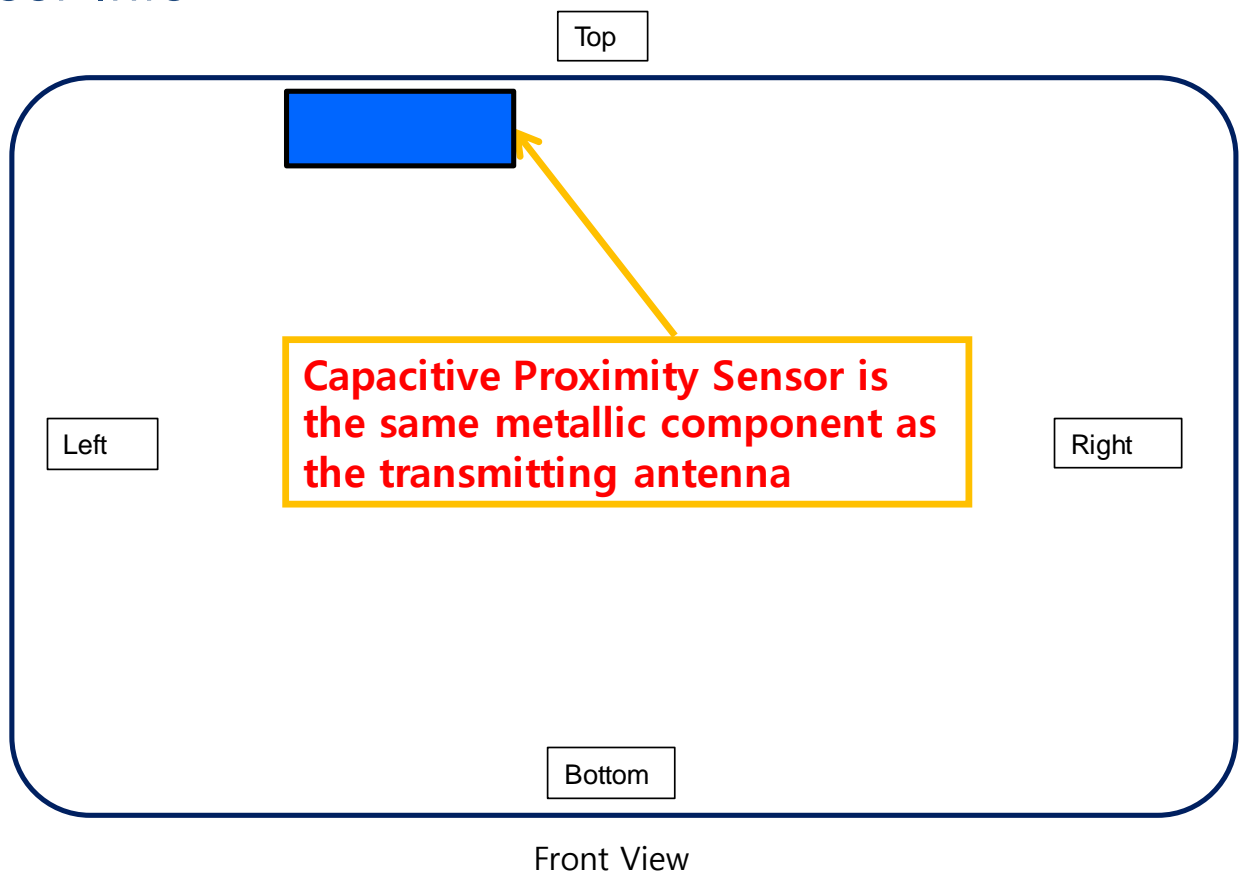 Top
Capacitive Proximity Sensor is
the same metallic component as
the transmitting antenna
Left
Right
Bottom
Front View